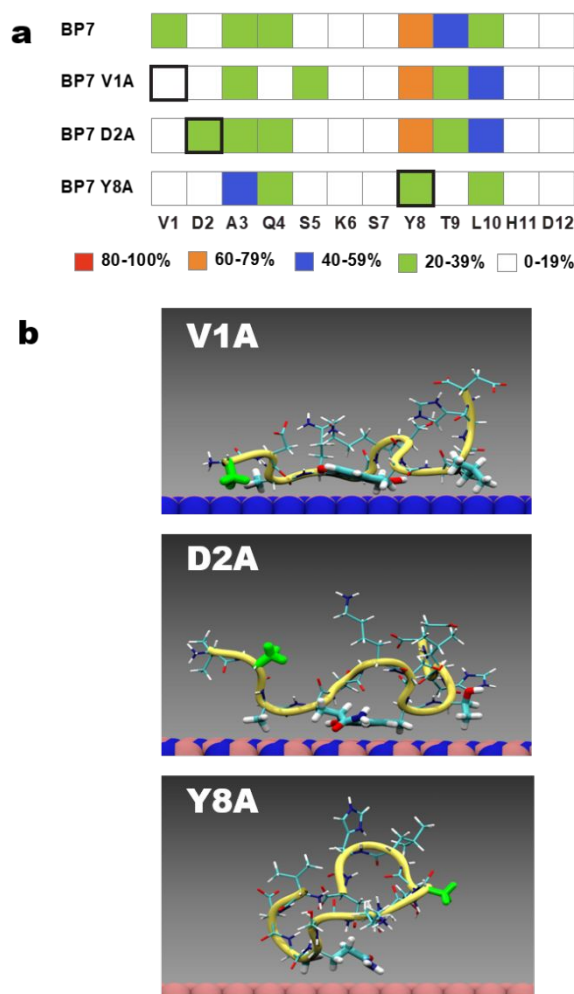 a
BP7
BP7 V1A
BP7 D2A
BP7 Y8A
V1 D2 A3 Q4 S5 K6 S7 Y8 T9 L10 H11 D12
80-100% 60-79% 40-59% 20-39% 0-19%
b
V1A
D2A
Y8A